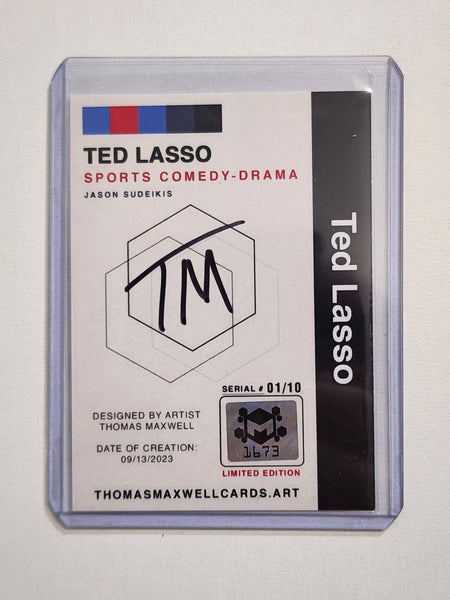 TED LASSO
SPORTS COMEDY-DRAMA
JASON SUDEIKIS
TM
Ted Lasso
SERIAL # 01/10
1673
LIMITED EDITION
DESIGNED BY ARTIST
THOMAS MAXWELL
DATE OF CREATION:
09/13/2023
THOMASMAXWELLCARDS.ART